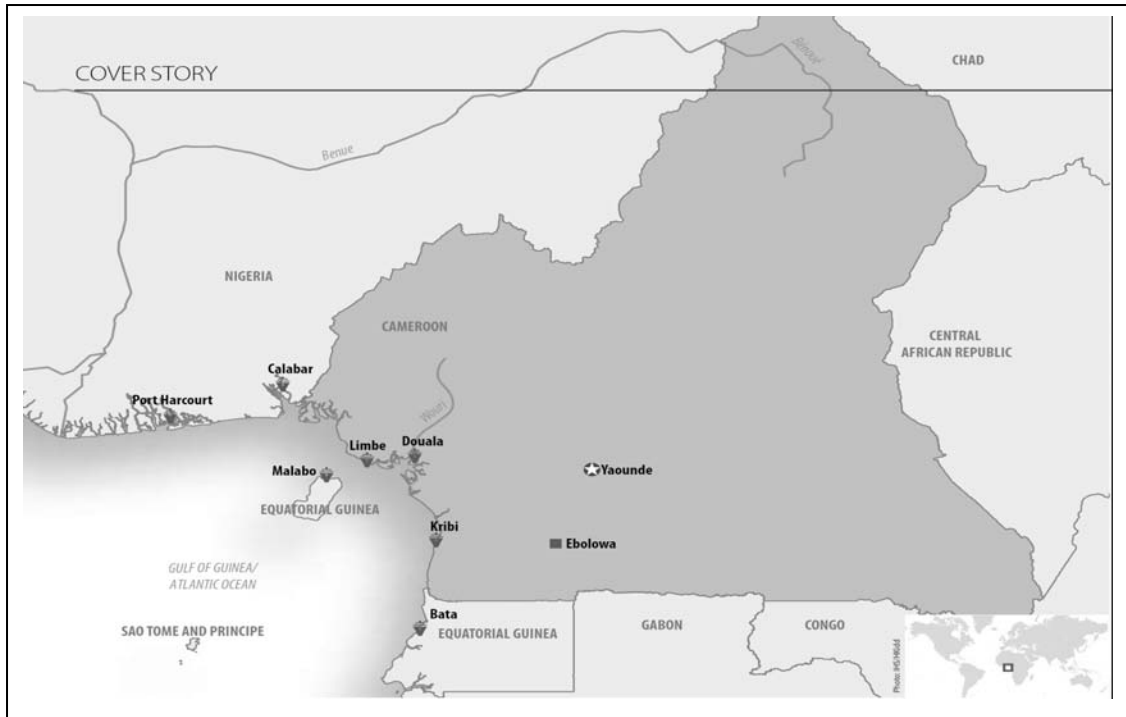 COVER STORY
CHAD
Bénoué
Benue
NIGERIA
CAMEROON
CENTRAL
AFRICAN REPUBLIC
Calabar
Port Harcourt
Wouri
Limbe
Douala
Malabo
Yaounde
EQUATORIAL GUINEA
Kribi
Ebolowa
GULF OF GUINEA/
ATLANTIC OCEAN
Bata
SAO TOME AND PRINCIPE
EQUATORIAL GUINEA
GABON
CONGO